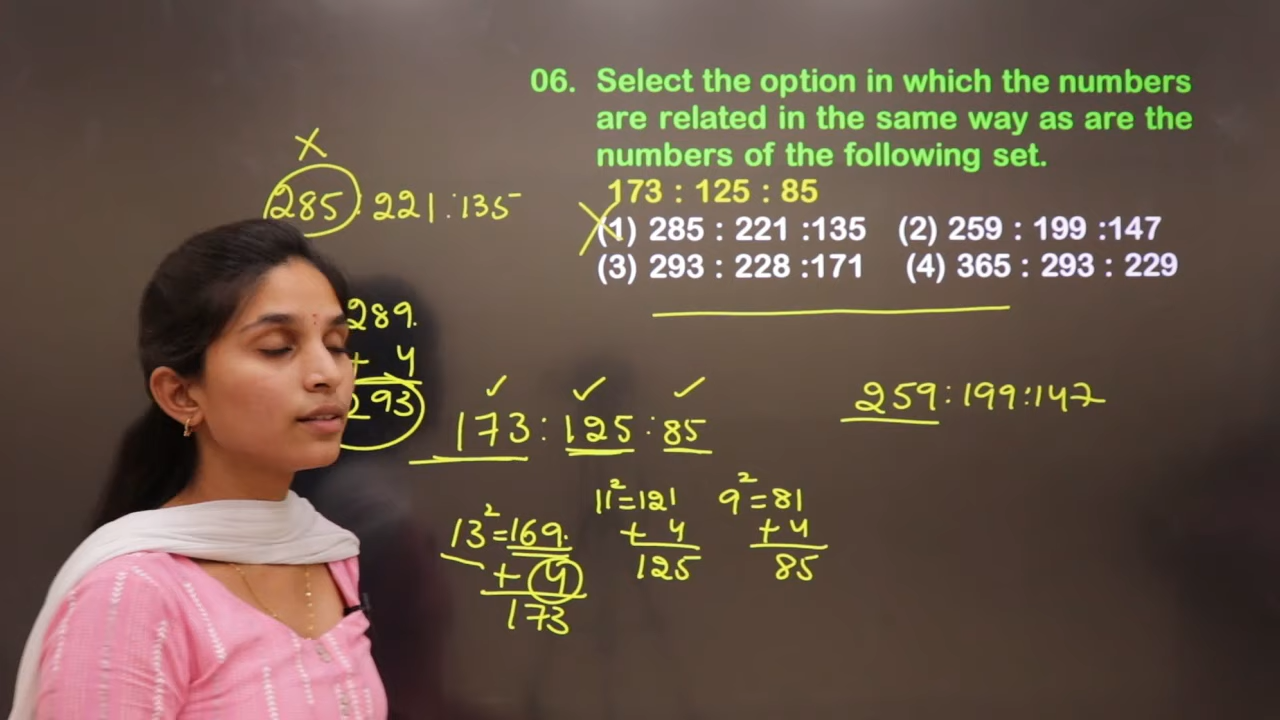 06. Select the option in which the numbers
are related in the same way as are the
numbers of the following set.
173 : 125 : 85
(1) 285 : 221 :135 (2) 259 : 199 :147
(3) 293 : 228 :171 (4) 365 : 293 : 229
X
285 : 221 : 135
X
289.
+ 4
293
173 : 125 : 85
✓ ✓ ✓
13²=169.
+ 4
173
11²=121
+ 4
125
9²=81
+ 4
85
259:199:147